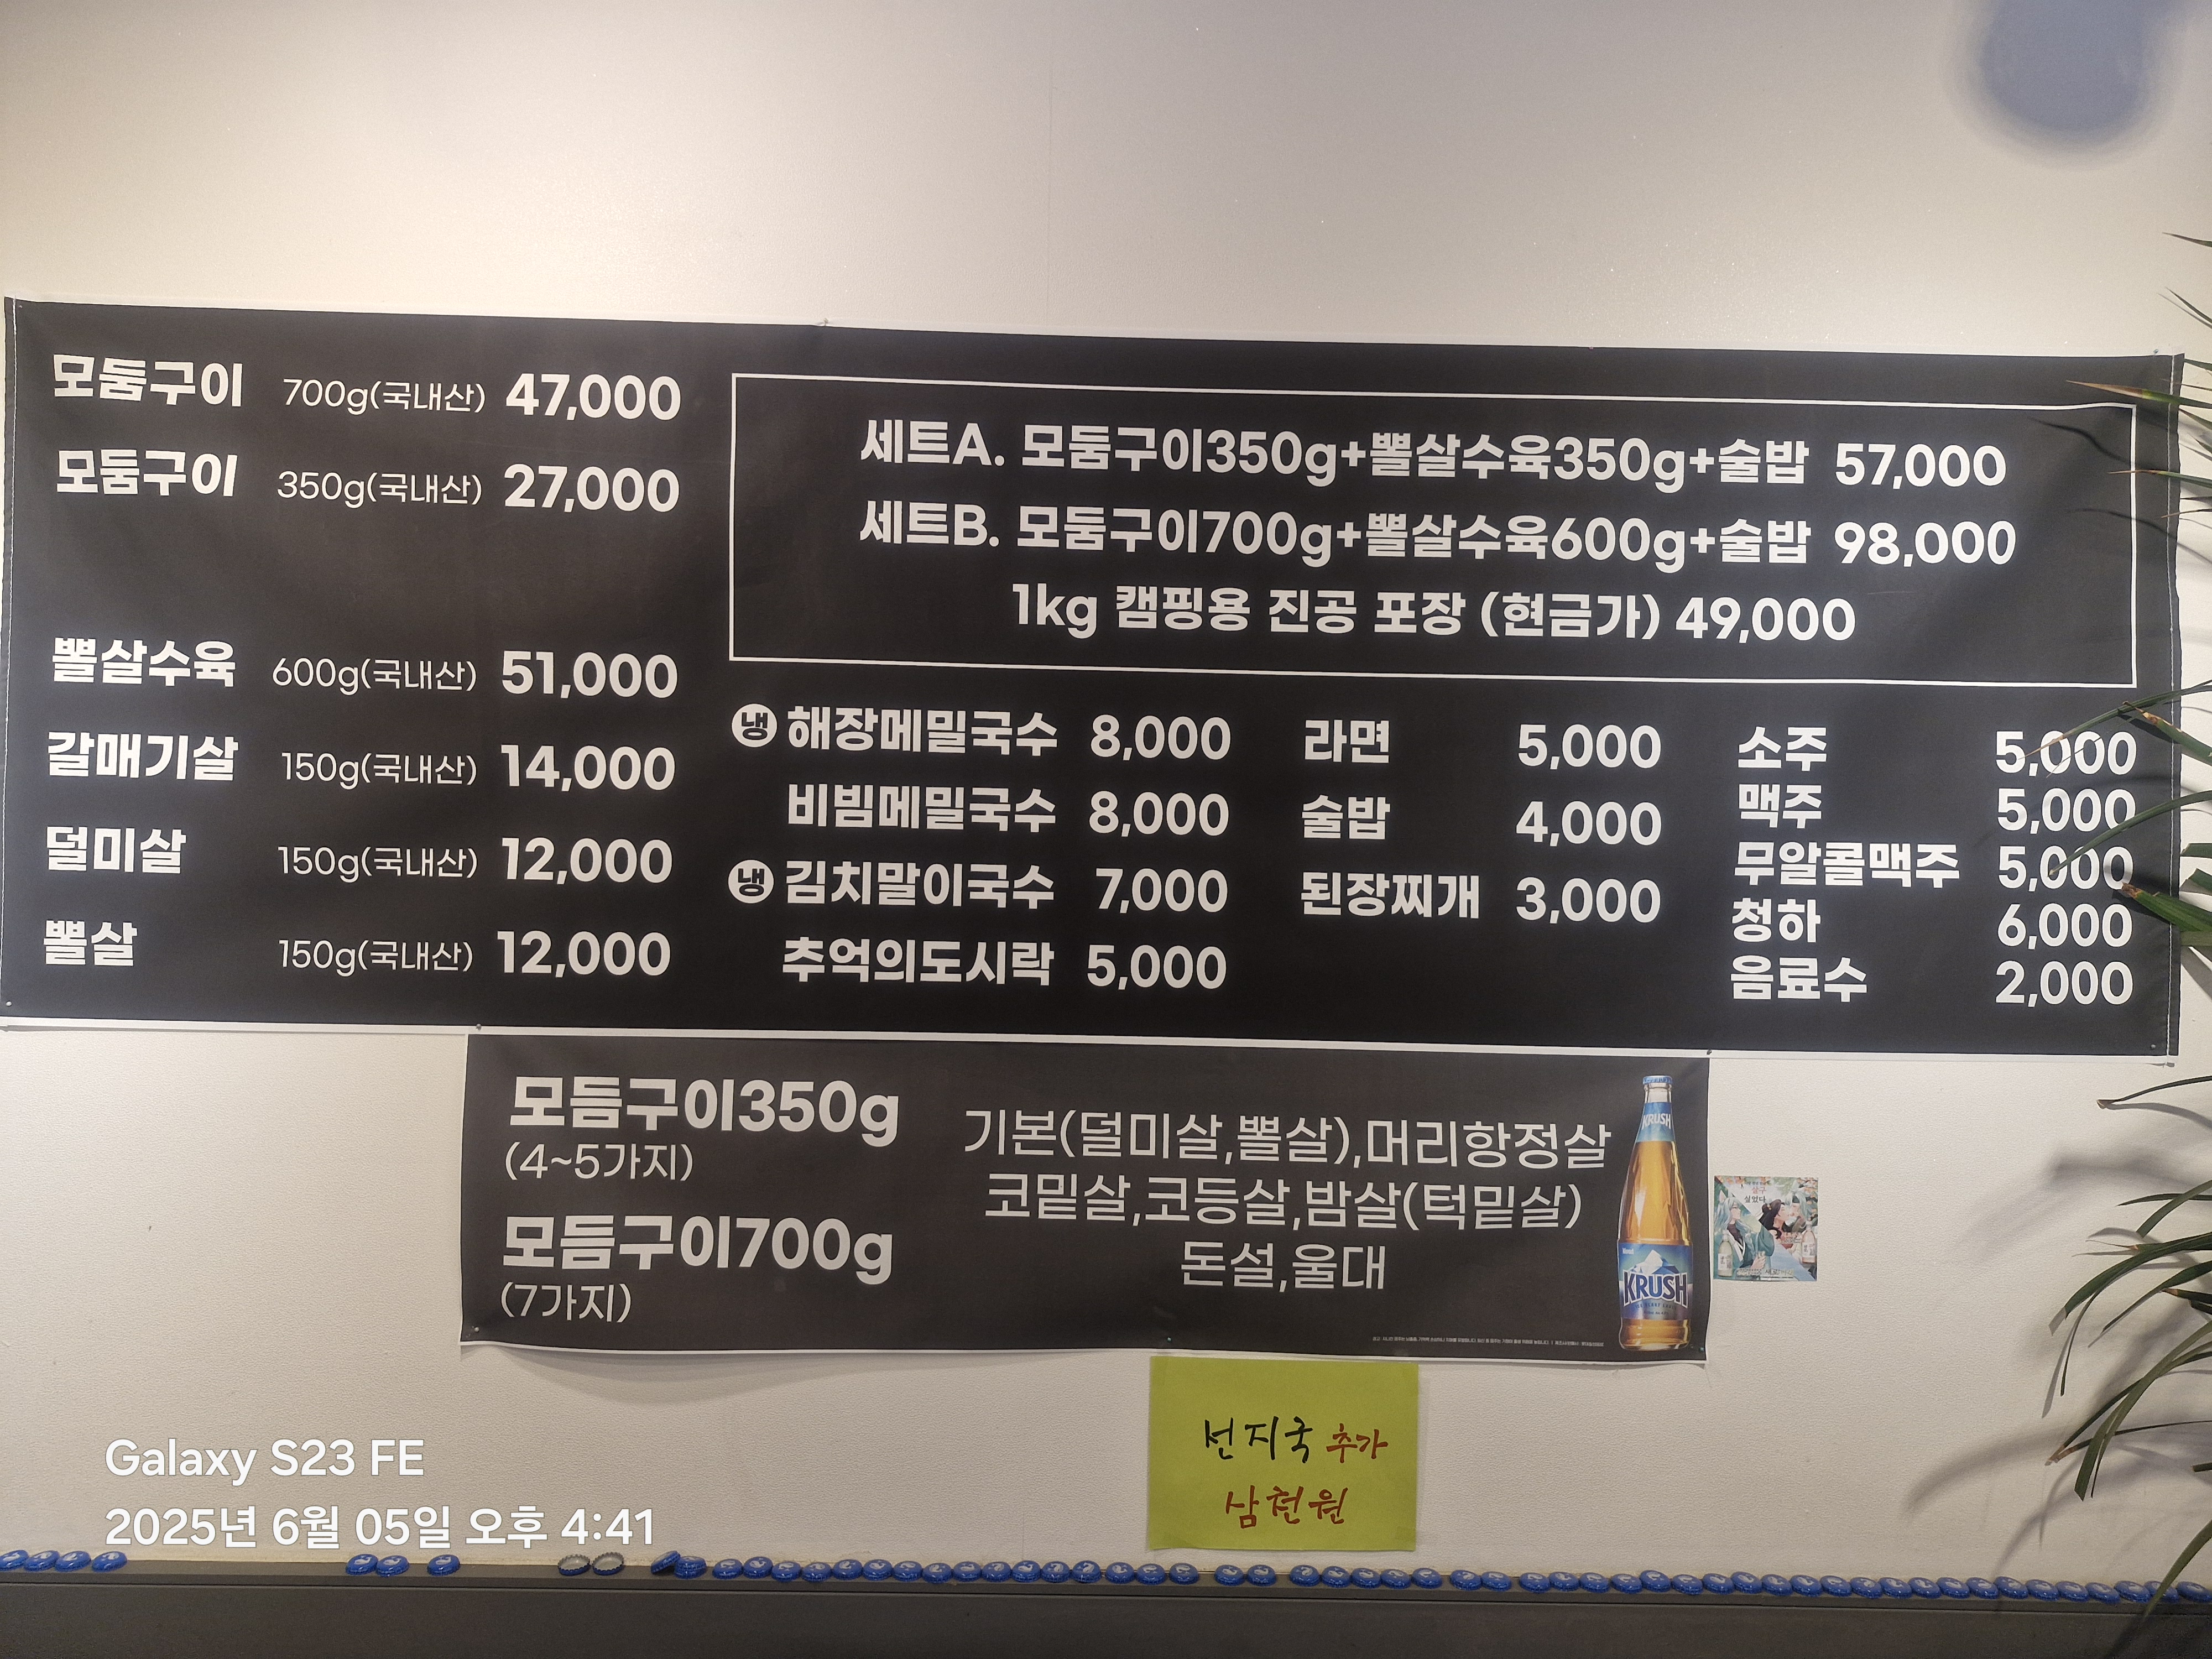 모둠구이 700g(국내산) 47,000
모둠구이 350g(국내산) 27,000
뽈살수육 600g(국내산) 51,000
갈매기살 150g(국내산) 14,000
덜미살 150g(국내산) 12,000
뽈살 150g(국내산) 12,000
세트A. 모둠구이350g+뽈살수육350g+술밥 57,000
세트B. 모둠구이700g+뽈살수육600g+술밥 98,000
1kg 캠핑용 진공 포장 (현금가) 49,000
냉 해장메밀국수 8,000
비빔메밀국수 8,000
냉 김치말이국수 7,000
추억의도시락 5,000
라면 5,000
술밥 4,000
된장찌개 3,000
소주 5,000
맥주 5,000
무알콜맥주 5,000
청하 6,000
음료수 2,000
모듬구이350g
(4~5가지)
모듬구이700g
(7가지)
기본(덜미살,뽈살),머리항정살
코밑살,코등살,밤살(턱밑살)
돈설,울대
KRUSH
KRUSH
선지국 추가
삼천원
Galaxy S23 FE
2025년 6월 05일 오후 4:41